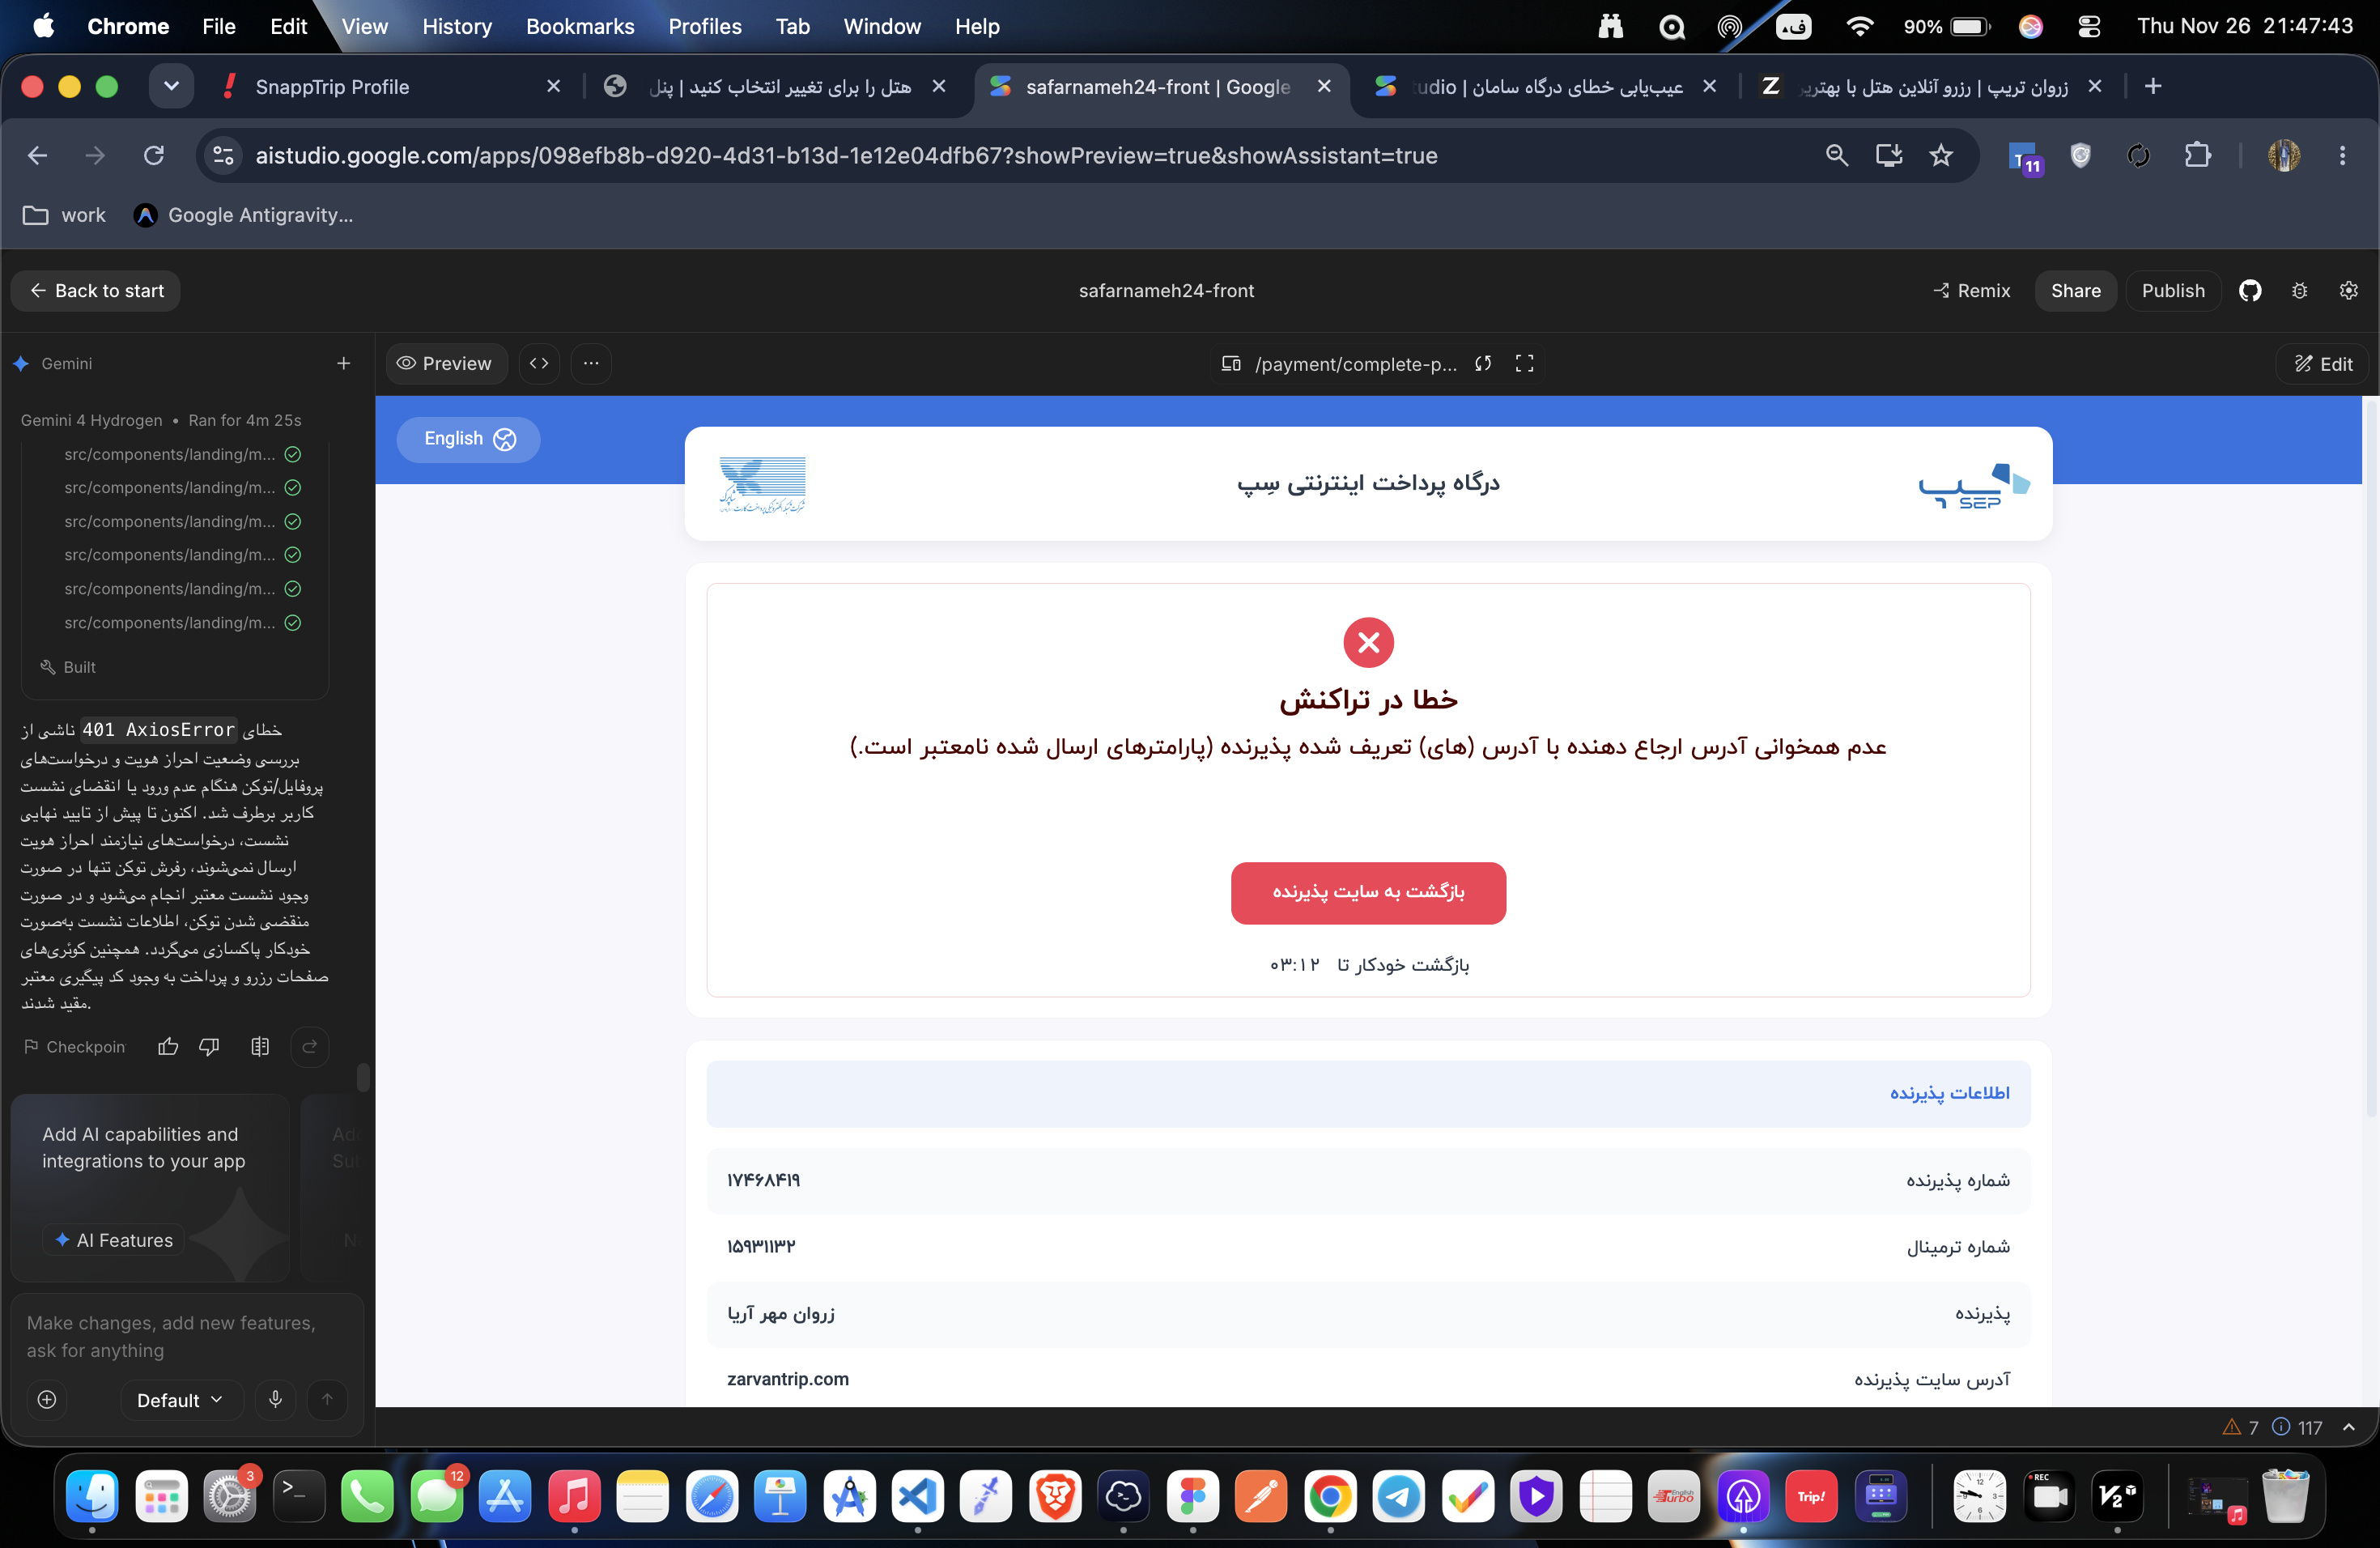 Chrome File Edit View History Bookmarks Profiles Tab Window Help
90% Thu Nov 26 21:47:43
SnappTrip Profile
هتل را برای تغییر انتخاب کنید | پنل
safarnameh24-front | Google
عیب‌یابی خطای درگاه سامان | udio
زروان تریپ | رزرو آنلاین هتل با بهترین
aistudio.google.com/apps/098efb8b-d920-4d31-b13d-1e12e04dfb67?showPreview=true&showAssistant=true
11
work
Google Antigravity...
Back to start
safarnameh24-front
Remix
Share
Publish
Gemini
Preview
/payment/complete-p...
Edit
Gemini 4 Hydrogen • Ran for 4m 25s
src/components/landing/m...
src/components/landing/m...
src/components/landing/m...
src/components/landing/m...
src/components/landing/m...
src/components/landing/m...
Built
خطای 401 AxiosError ناشی از
بررسی وضعیت احراز هویت و درخواست‌های
پروفایل/توکن هنگام عدم ورود یا انقضای نشست
کاربر برطرف شد. اکنون تا پیش از تایید نهایی
نشست، درخواست‌های نیازمند احراز هویت
ارسال نمی‌شوند، رفرش توکن تنها در صورت
وجود نشست معتبر انجام می‌شود و در صورت
منقضی شدن توکن، اطلاعات نشست به‌صورت
خودکار پاکسازی می‌گردد. همچنین کوئری‌های
صفحات رزرو و پرداخت به وجود کد پیگیری معتبر
مقید شدند.
Checkpoin
Add AI capabilities and
integrations to your app
AI Features
Make changes, add new features,
ask for anything
Default
English
درگاه پرداخت اینترنتی سِپ
سپ
SEP
خطا در تراکنش
عدم همخوانی آدرس ارجاع دهنده با آدرس (های) تعریف شده پذیرنده (پارامترهای ارسال شده نامعتبر است.)
بازگشت به سایت پذیرنده
بازگشت خودکار تا ۰۳:۱۲
اطلاعات پذیرنده
شماره پذیرنده ۱۷۴۶۸۴۱۹
شماره ترمینال ۱۵۹۳۱۱۳۲
پذیرنده زروان مهر آریا
آدرس سایت پذیرنده zarvantrip.com
7 117
3
12
Trip!
REC